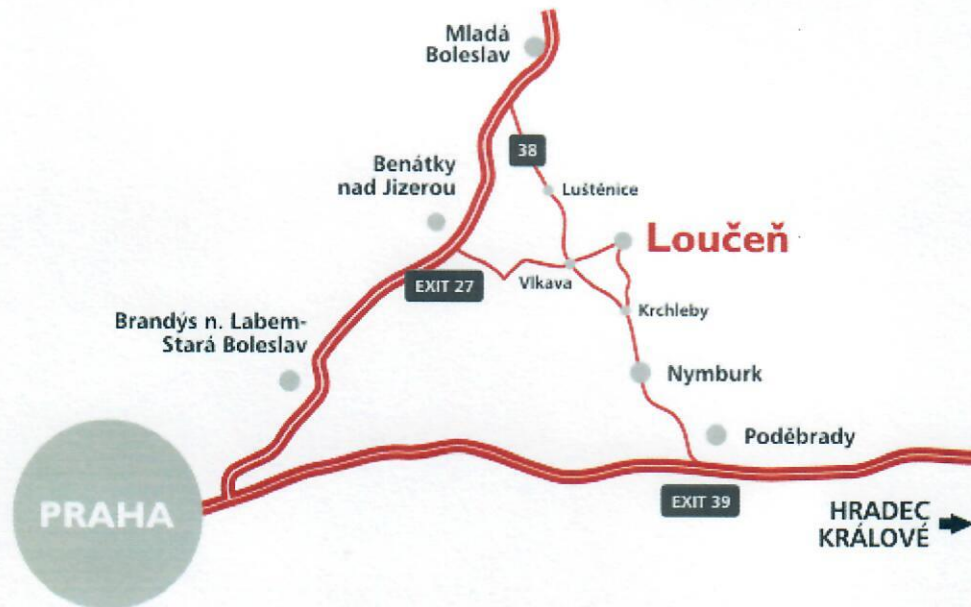 Mladá
Boleslav
38
Benátky
nad Jizerou
Luštěnice
Loučeň
EXIT 27
Vlkava
Krchleby
Brandýs n. Labem-
Stará Boleslav
Nymburk
Poděbrady
PRAHA
EXIT 39
HRADEC
KRÁLOVÉ